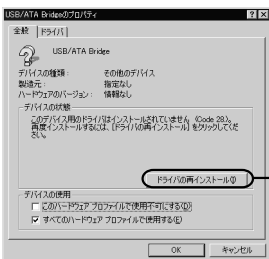 USB/ATA Bridgeのプロパティ
全般 ドライバ
USB/ATA Bridge
デバイスの種類: その他のデバイス
製造元: 指定なし
ハードウェアのバージョン: 情報なし
デバイスの状態
このデバイス用のドライバはインストールされていません (Code 28)。
再度インストールするには、[ドライバの再インストール] をクリックしてくだ
さい。
ドライバの再インストール(I)
デバイスの使用
このハードウェア プロファイルで使用不可にする(D)
すべてのハードウェア プロファイルで使用する(E)
OK キャンセル